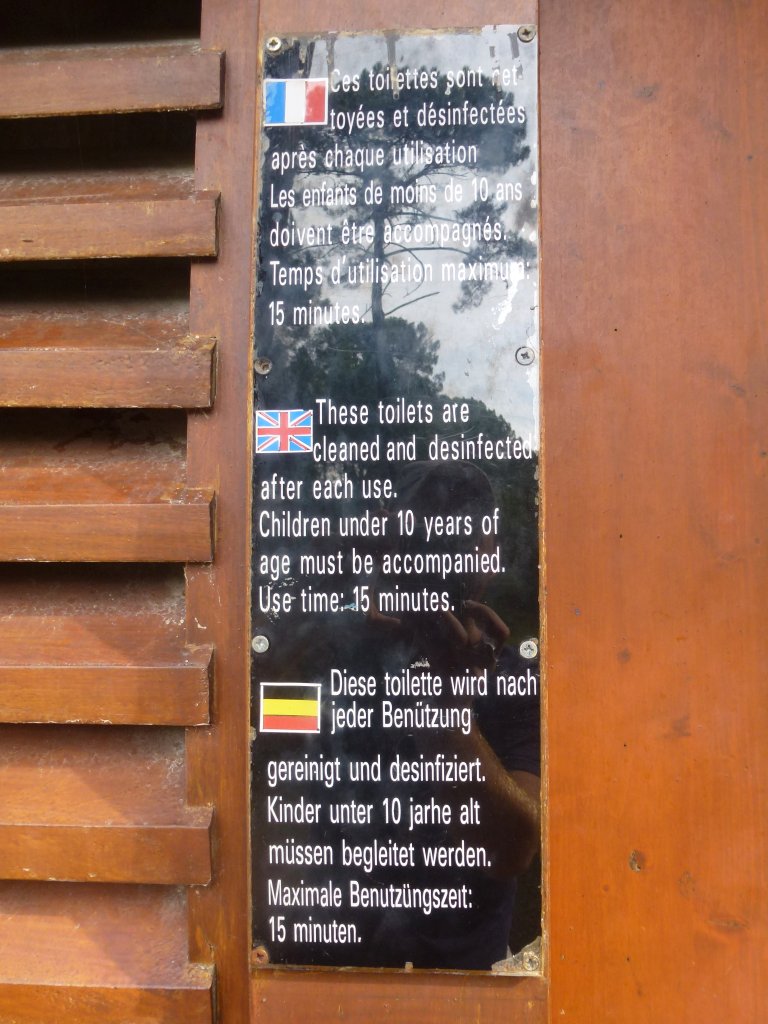 Ces toilettes sont net-
toyées et désinfectées
après chaque utilisation
Les enfants de moins de 10 ans
doivent être accompagnés.
Temps d'utilisation maximum:
15 minutes.
These toilets are
cleaned and desinfected
after each use.
Children under 10 years of
age must be accompanied.
Use time: 15 minutes.
Diese toilette wird nach
jeder Benützung
gereinigt und desinfiziert.
Kinder unter 10 jarhe alt
müssen begleitet werden.
Maximale Benutzüngszeit:
15 minuten.